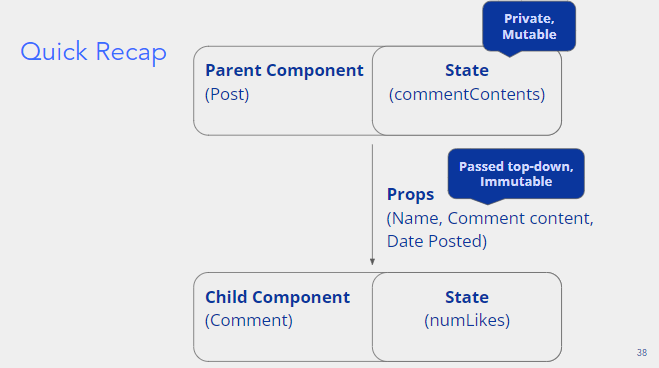 Quick Recap
Private,
Mutable
Parent Component
(Post)
State
(commentContents)
Passed top-down,
Immutable
Props
(Name, Comment content,
Date Posted)
Child Component
(Comment)
State
(numLikes)
38